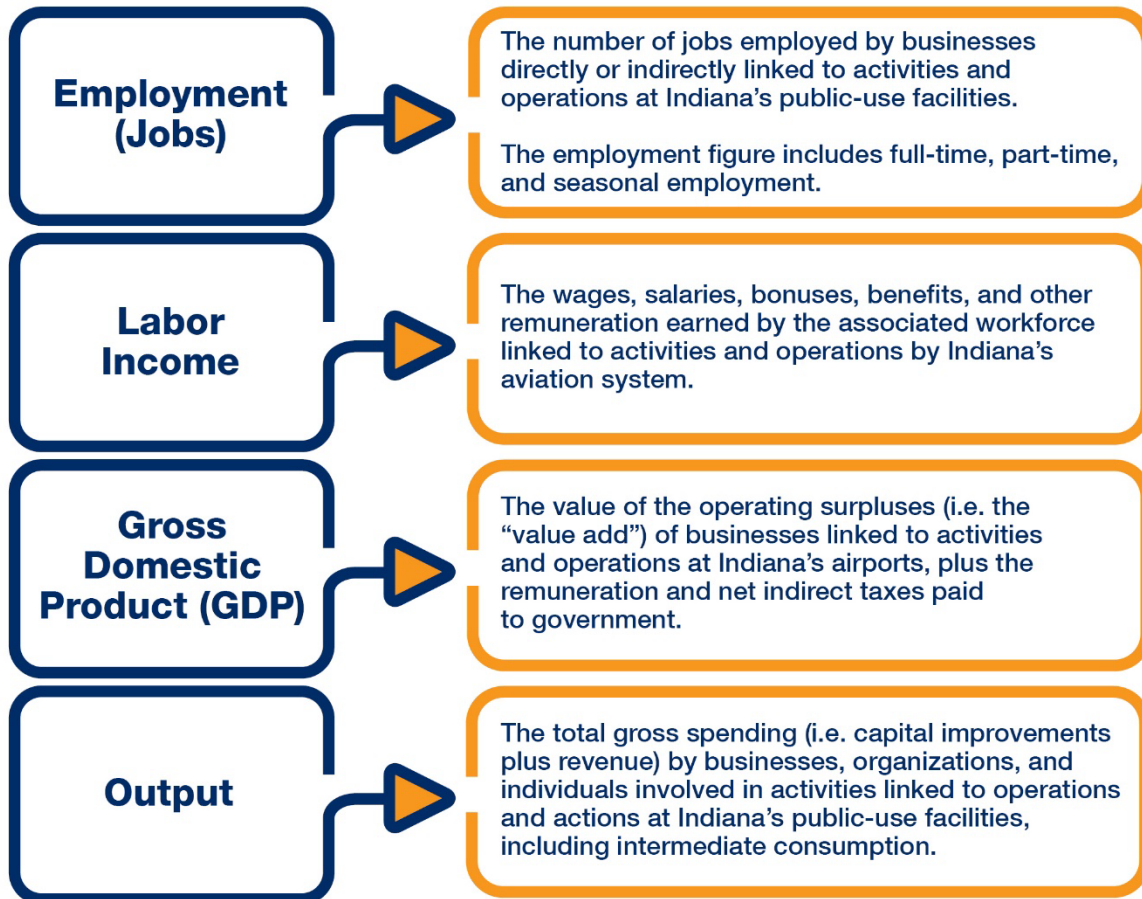 Employment
(Jobs)
The number of jobs employed by businesses
directly or indirectly linked to activities and
operations at Indiana's public-use facilities.
The employment figure includes full-time, part-time,
and seasonal employment.
Labor
Income
The wages, salaries, bonuses, benefits, and other
remuneration earned by the associated workforce
linked to activities and operations by Indiana's
aviation system.
Gross
Domestic
Product (GDP)
The value of the operating surpluses (i.e. the
“value add”) of businesses linked to activities
and operations at Indiana's airports, plus the
remuneration and net indirect taxes paid
to government.
Output
The total gross spending (i.e. capital improvements
plus revenue) by businesses, organizations, and
individuals involved in activities linked to operations
and actions at Indiana's public-use facilities,
including intermediate consumption.